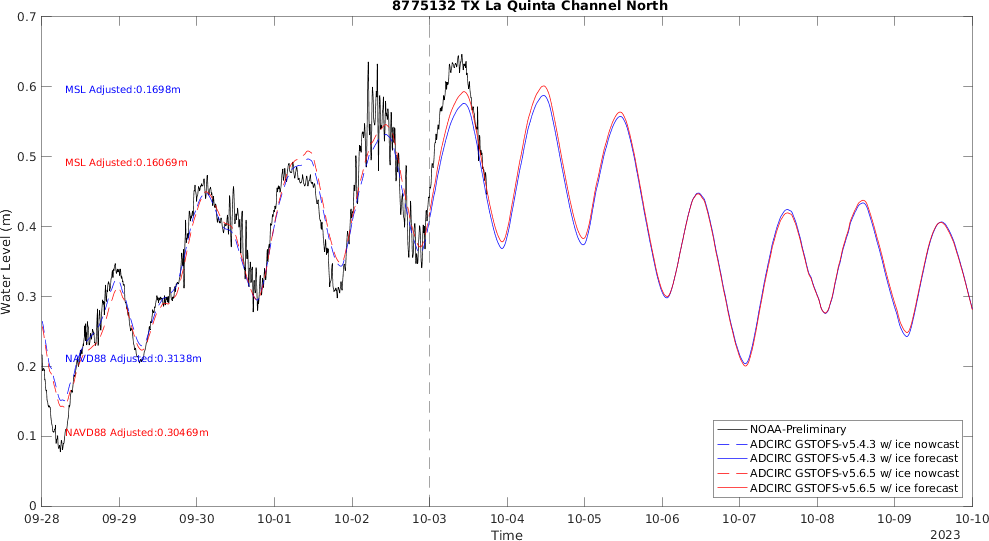 8775132 TX La Quinta Channel North
0.7
0.6
0.5
0.4
0.3
0.2
0.1
0
Water Level (m)
MSL Adjusted:0.1698m
MSL Adjusted:0.16069m
NAVD88 Adjusted:0.3138m
NAVD88 Adjusted:0.30469m
NOAA-Preliminary
ADCIRC GSTOFS-v5.4.3 w/ ice nowcast
ADCIRC GSTOFS-v5.4.3 w/ ice forecast
ADCIRC GSTOFS-v5.6.5 w/ ice nowcast
ADCIRC GSTOFS-v5.6.5 w/ ice forecast
09-28 09-29 09-30 10-01 10-02 10-03 10-04 10-05 10-06 10-07 10-08 10-09 10-10
Time
2023